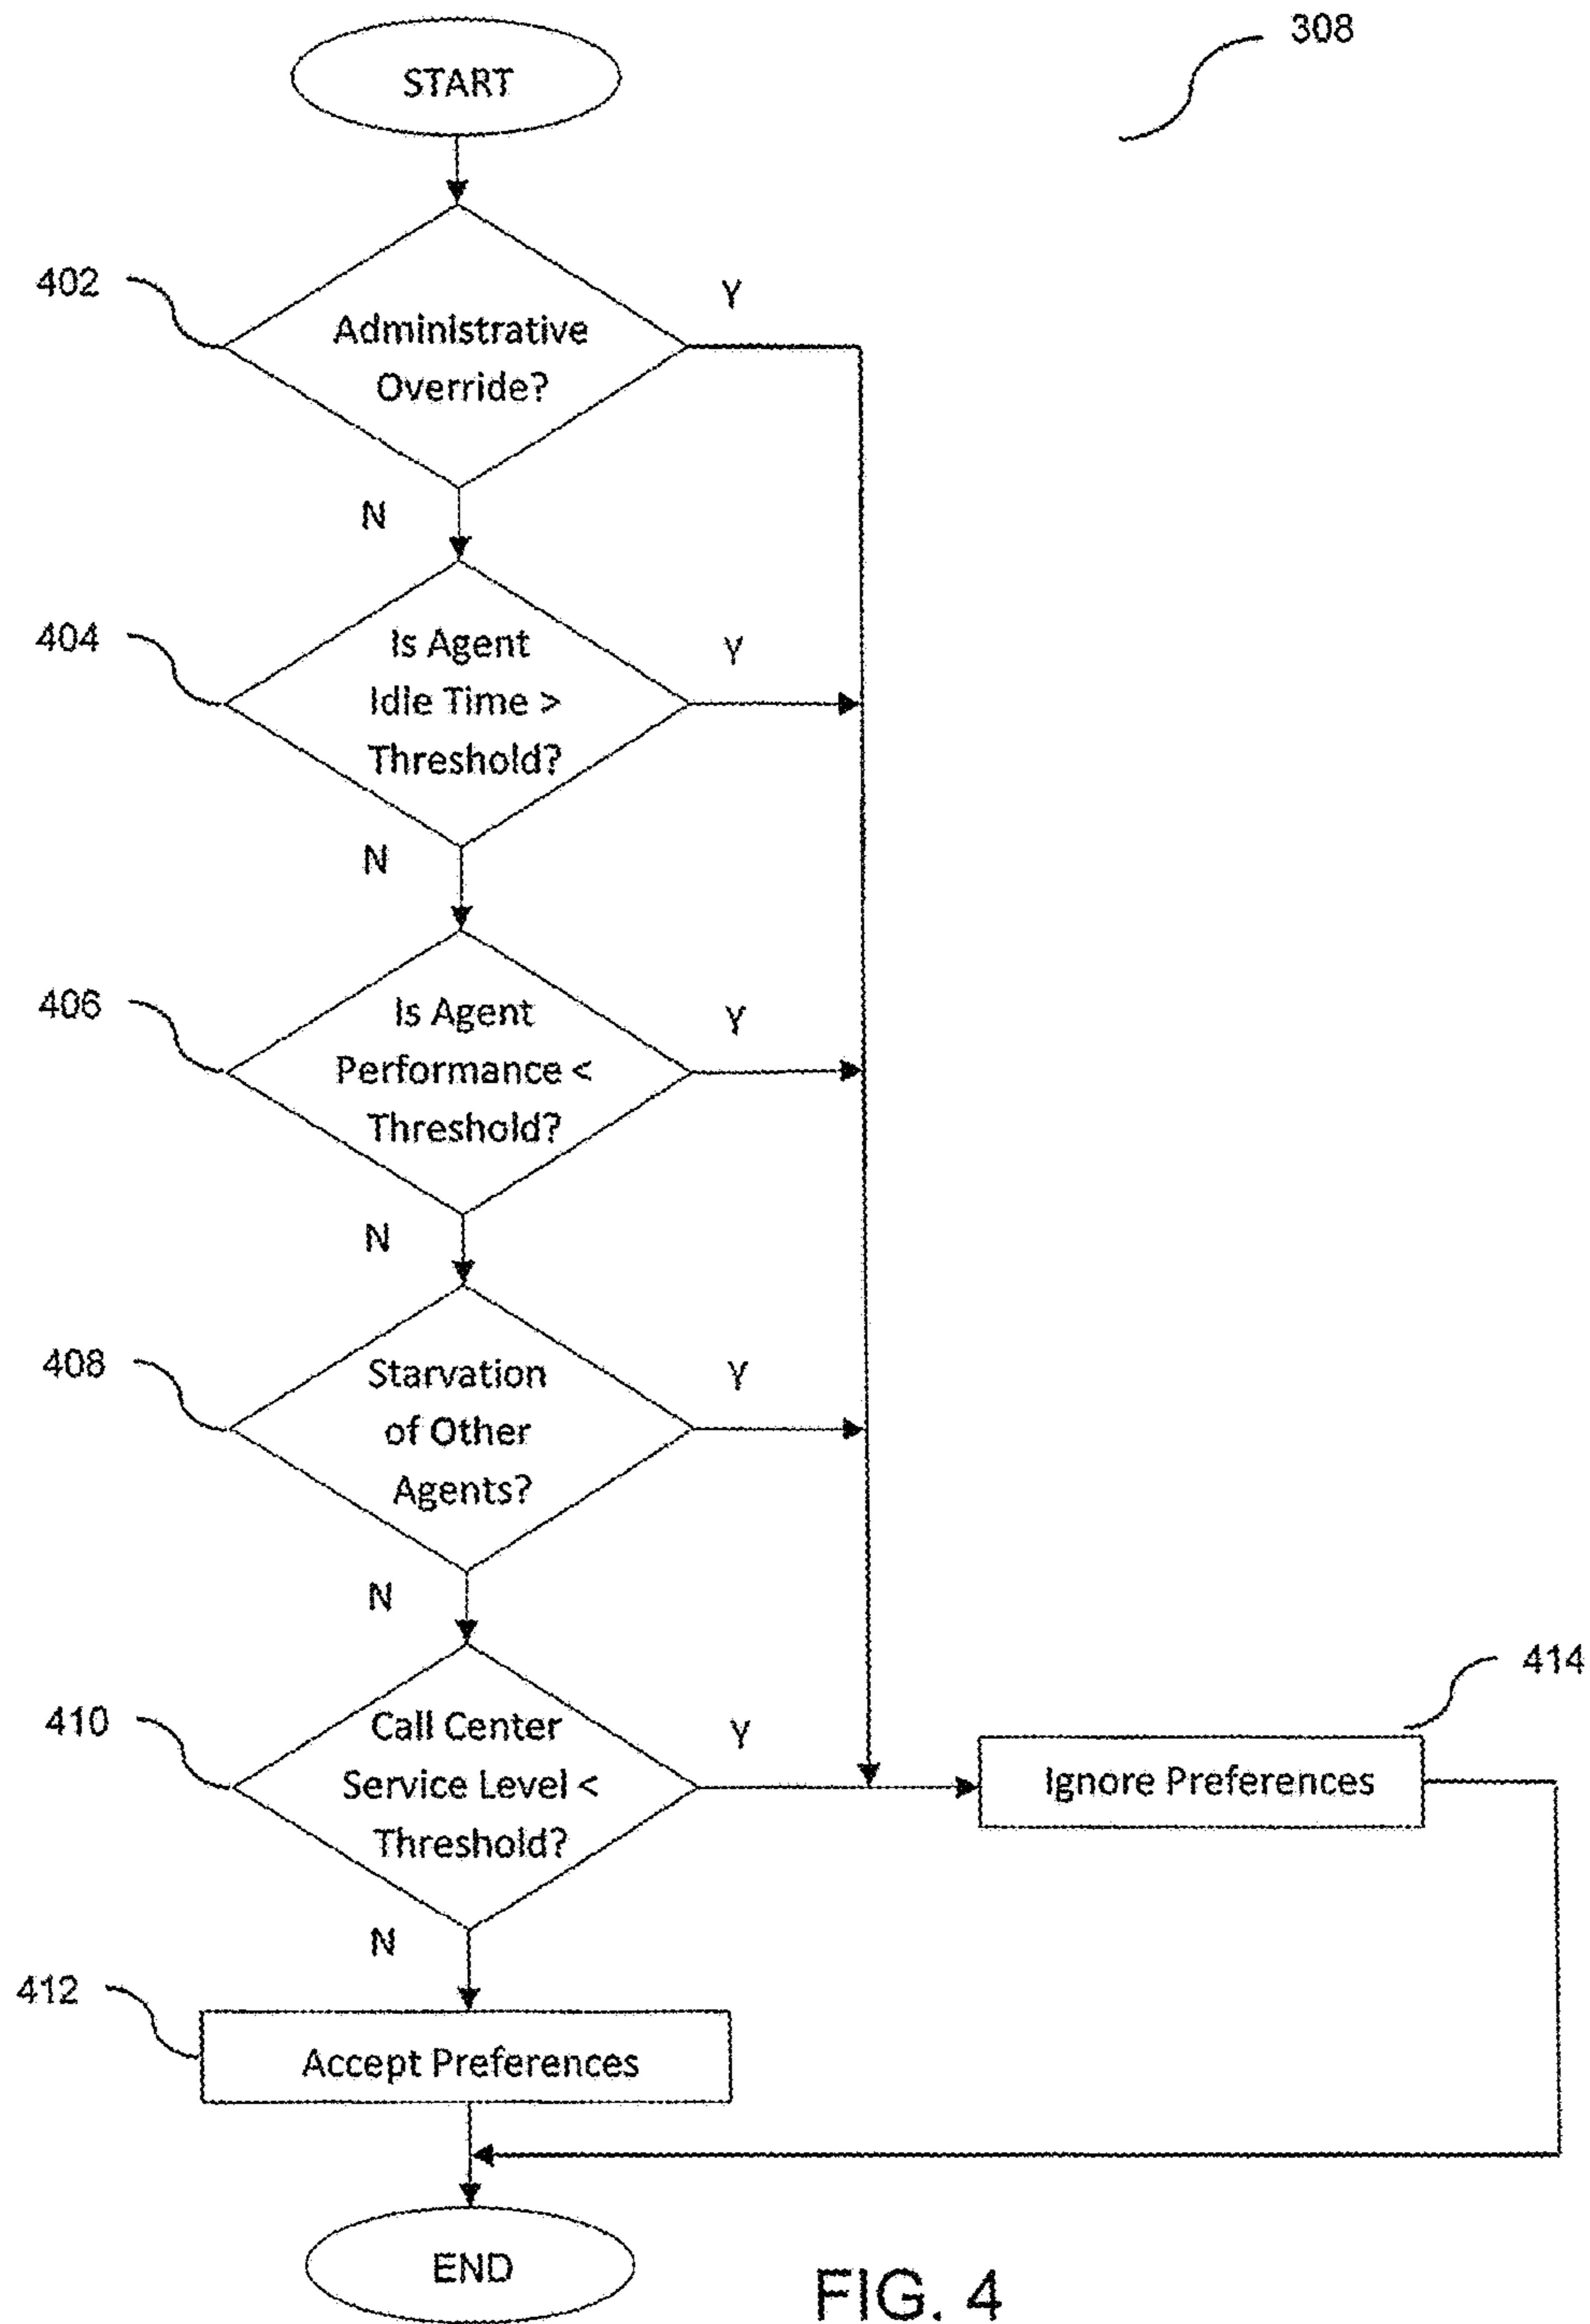 308
START
402
Y
Administrative
Override?
N
404
Y
Is Agent
Idle Time >
Threshold?
N
406
Y
Is Agent
Performance <
Threshold?
N
408
Y
Starvation
of Other
Agents?
N
410
Y
Call Center
Service Level <
Threshold?
414
Ignore Preferences
N
412
Accept Preferences
END
FIG. 4